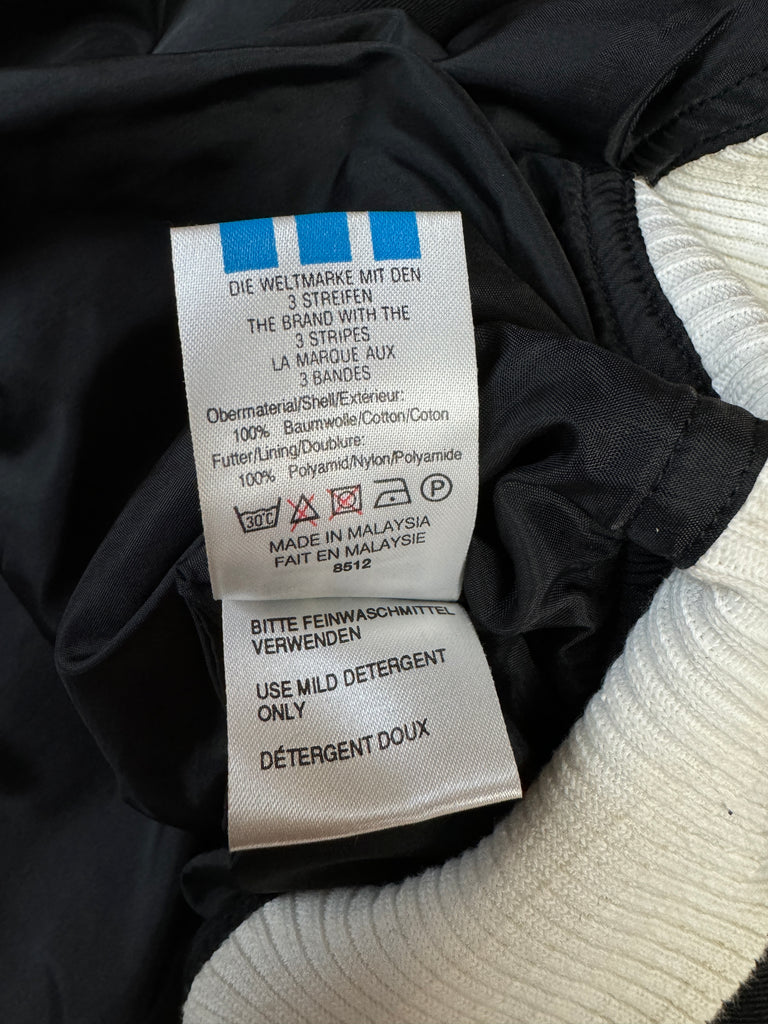 DIE WELTMARKE MIT DEN
3 STREIFEN
THE BRAND WITH THE
3 STRIPES
LA MARQUE AUX
3 BANDES
Obermaterial/Shell/Extérieur:
100% Baumwolle/Cotton/Coton
Futter/Lining/Doublure:
100% Polyamid/Nylon/Polyamide
30°C P
MADE IN MALAYSIA
FAIT EN MALAYSIE
8512
BITTE FEINWASCHMITTEL
VERWENDEN
USE MILD DETERGENT
ONLY
DÉTERGENT DOUX